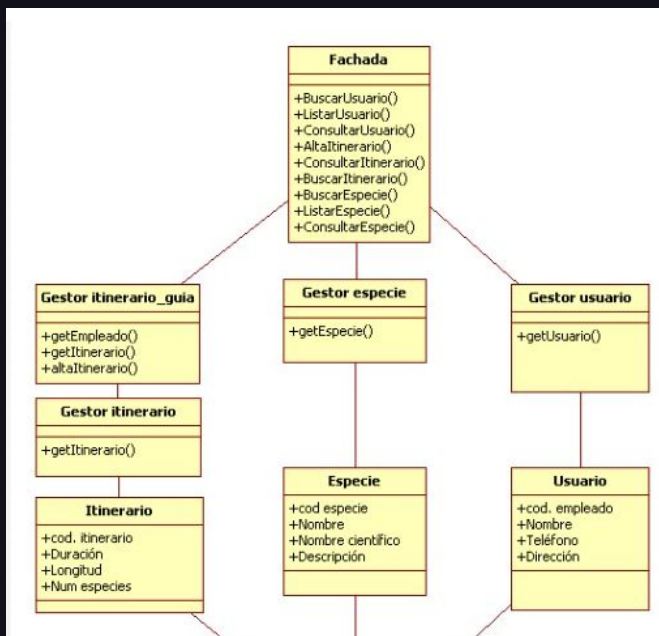 Fachada
+BuscarUsuario()
+ListarUsuario()
+ConsultarUsuario()
+AltaItinerario()
+ConsultarItinerario()
+BuscarItinerario()
+BuscarEspecie()
+ListarEspecie()
+ConsultarEspecie()
Gestor itinerario_guia
+getEmpleado()
+getItinerario()
+altaItinerario()
Gestor especie
+getEspecie()
Gestor usuario
+getUsuario()
Gestor itinerario
+getItinerario()
Itinerario
+cod. itinerario
+Duración
+Longitud
+Num especies
Especie
+cod especie
+Nombre
+Nombre científico
+Descripción
Usuario
+cod. empleado
+Nombre
+Teléfono
+Dirección